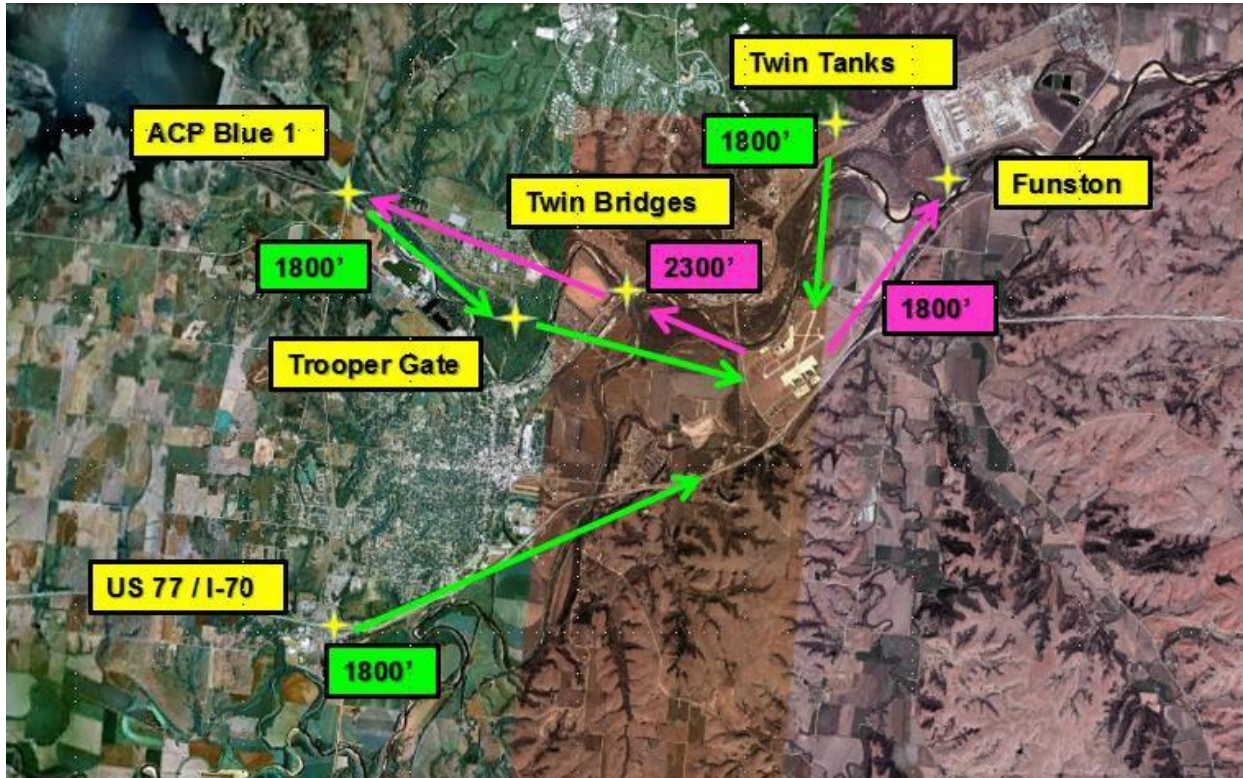 Twin Tanks
ACP Blue 1
1800'
Twin Bridges
Funston
1800'
2300'
1800'
Trooper Gate
US 77 / I-70
1800'